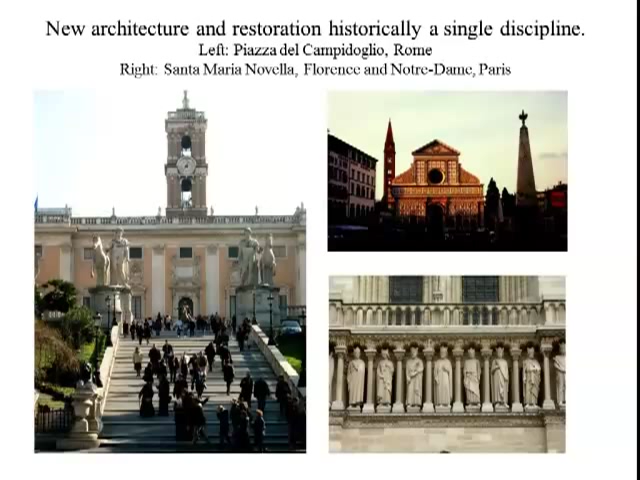 New architecture and restoration historically a single discipline.
Left: Piazza del Campidoglio, Rome
Right: Santa Maria Novella, Florence and Notre-Dame, Paris